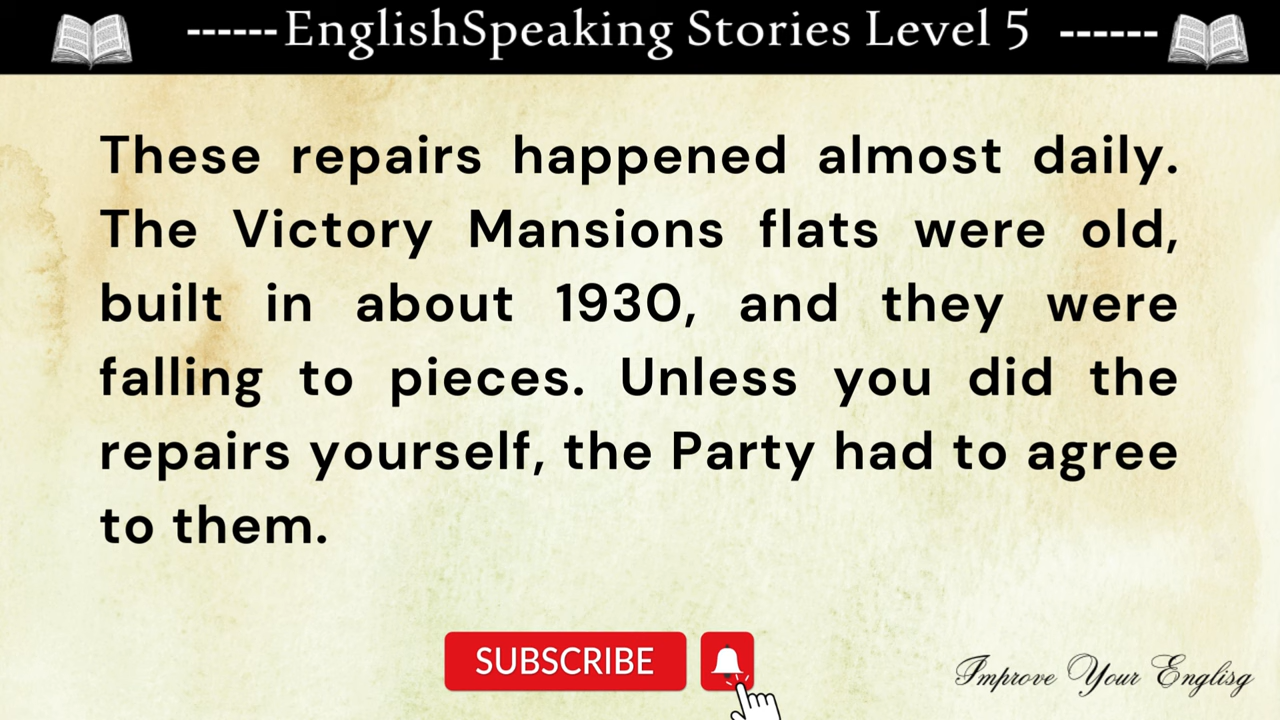 ------EnglishSpeaking Stories Level 5 ------
These repairs happened almost daily.
The Victory Mansions flats were old,
built in about 1930, and they were
falling to pieces. Unless you did the
repairs yourself, the Party had to agree
to them.
SUBSCRIBE
Improve Your Englisg